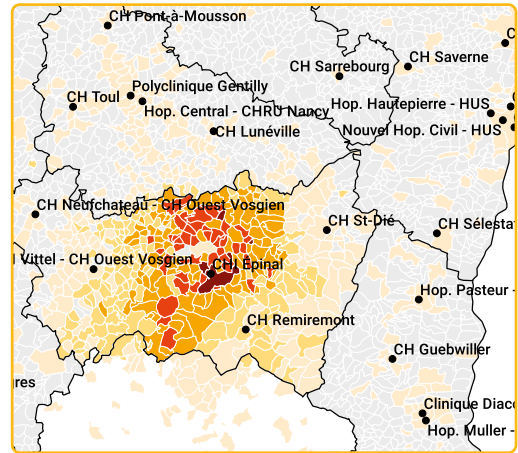 CH Pont-à-Mousson
C
CH Saverne
CH Sarrebourg
Polyclinique Gentilly
CH Toul
Hop. Hautepierre - HUS
Hop. Central - CHRU Nancy
Nouvel Hop. Civil - HUS
CH Lunéville
CH Neufchateau - CH Ouest Vosgien
CH St-Dié
CH Sélesta
l Vittel - CH Ouest Vosgien
CHI Epinal
Hop. Pasteur -
CH Remiremont
CH Guebwiller
ures
Clinique Diaco
Hop. Muller -